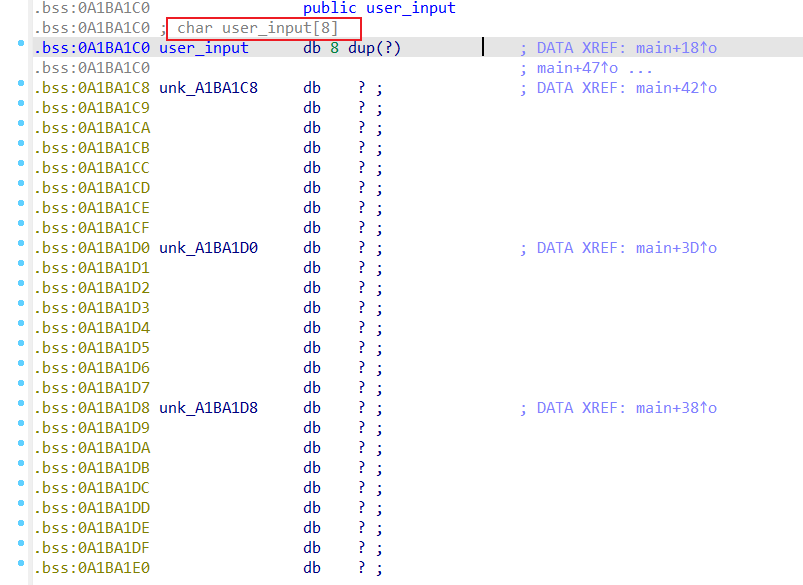 .bss:0A1BA1C0 public user_input
.bss:0A1BA1C0 ; char user_input[8]
.bss:0A1BA1C0 user_input db 8 dup(?) ; DATA XREF: main+18↑o
.bss:0A1BA1C0 ; main+47↑o ...
.bss:0A1BA1C8 unk_A1BA1C8 db ? ; ; DATA XREF: main+42↑o
.bss:0A1BA1C9 db ? ;
.bss:0A1BA1CA db ? ;
.bss:0A1BA1CB db ? ;
.bss:0A1BA1CC db ? ;
.bss:0A1BA1CD db ? ;
.bss:0A1BA1CE db ? ;
.bss:0A1BA1CF db ? ;
.bss:0A1BA1D0 unk_A1BA1D0 db ? ; ; DATA XREF: main+3D↑o
.bss:0A1BA1D1 db ? ;
.bss:0A1BA1D2 db ? ;
.bss:0A1BA1D3 db ? ;
.bss:0A1BA1D4 db ? ;
.bss:0A1BA1D5 db ? ;
.bss:0A1BA1D6 db ? ;
.bss:0A1BA1D7 db ? ;
.bss:0A1BA1D8 unk_A1BA1D8 db ? ; ; DATA XREF: main+38↑o
.bss:0A1BA1D9 db ? ;
.bss:0A1BA1DA db ? ;
.bss:0A1BA1DB db ? ;
.bss:0A1BA1DC db ? ;
.bss:0A1BA1DD db ? ;
.bss:0A1BA1DE db ? ;
.bss:0A1BA1DF db ? ;
.bss:0A1BA1E0 db ? ;